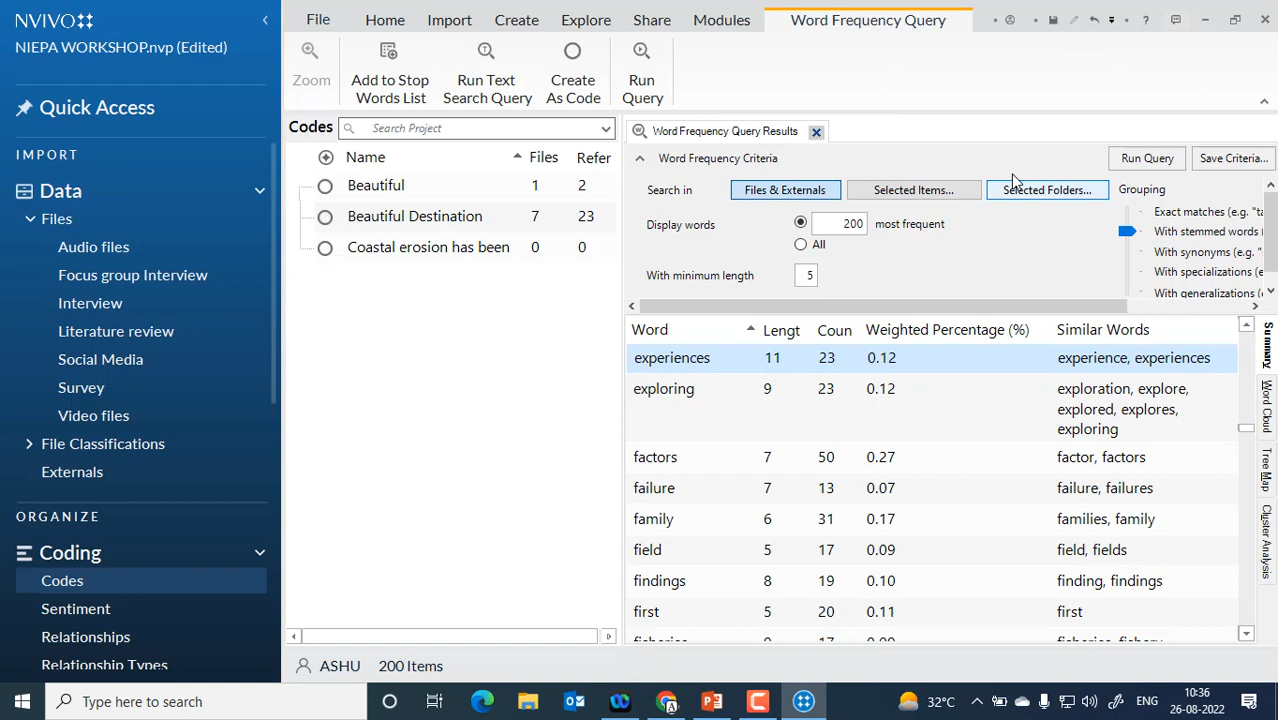 NVIVO
NIEPA WORKSHOP.nvp (Edited)
File Home Import Create Explore Share Modules Word Frequency Query
Zoom
Add to Stop Words List
Run Text Search Query
Create As Code
Run Query
Quick Access
IMPORT
Data
Files
Audio files
Focus group Interview
Interview
Literature review
Social Media
Survey
Video files
File Classifications
Externals
ORGANIZE
Coding
Codes
Sentiment
Relationships
Relationship Types
Codes Search Project
Name Files Refer
Beautiful 1 2
Beautiful Destination 7 23
Coastal erosion has been 0 0
Word Frequency Query Results
Word Frequency Criteria Run Query Save Criteria...
Search in Files & Externals Selected Items... Selected Folders... Grouping
Display words 200 most frequent
All
With minimum length 5
Exact matches (e.g. "ta
With stemmed words (
With synonyms (e.g. "
With specializations (e
With generalizations (e
Word Lengt Coun Weighted Percentage (%) Similar Words
experiences 11 23 0.12 experience, experiences
exploring 9 23 0.12 exploration, explore,
explored, explores,
exploring
factors 7 50 0.27 factor, factors
failure 7 13 0.07 failure, failures
family 6 31 0.17 families, family
field 5 17 0.09 field, fields
findings 8 19 0.10 finding, findings
first 5 20 0.11 first
Summary
Word Cloud
Tree Map
Cluster Analysis
ASHU 200 Items
Type here to search
32°C ENG
10:36
26-08-2022